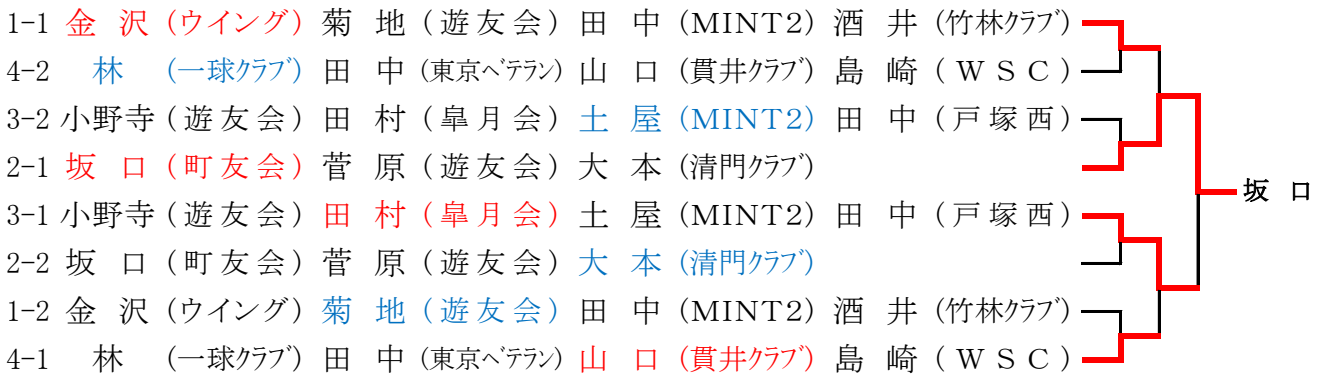 1-1 金 沢 (ウイング) 菊 地 (遊友会) 田 中 (MINT2) 酒 井 (竹林ｸﾗﾌﾞ)
4-2 林 (一球ｸﾗﾌﾞ) 田 中 (東京ﾍﾞﾃﾗﾝ) 山 口 (貫井ｸﾗﾌﾞ) 島 崎 (ＷＳＣ)
3-2 小野寺 (遊友会) 田 村 (皐月会) 土 屋 (MINT2) 田 中 (戸塚西)
2-1 坂 口 (町友会) 菅 原 (遊友会) 大 本 (清門ｸﾗﾌﾞ)
坂 口
3-1 小野寺 (遊友会) 田 村 (皐月会) 土 屋 (MINT2) 田 中 (戸塚西)
2-2 坂 口 (町友会) 菅 原 (遊友会) 大 本 (清門ｸﾗﾌﾞ)
1-2 金 沢 (ウイング) 菊 地 (遊友会) 田 中 (MINT2) 酒 井 (竹林ｸﾗﾌﾞ)
4-1 林 (一球ｸﾗﾌﾞ) 田 中 (東京ﾍﾞﾃﾗﾝ) 山 口 (貫井ｸﾗﾌﾞ) 島 崎 (ＷＳＣ)